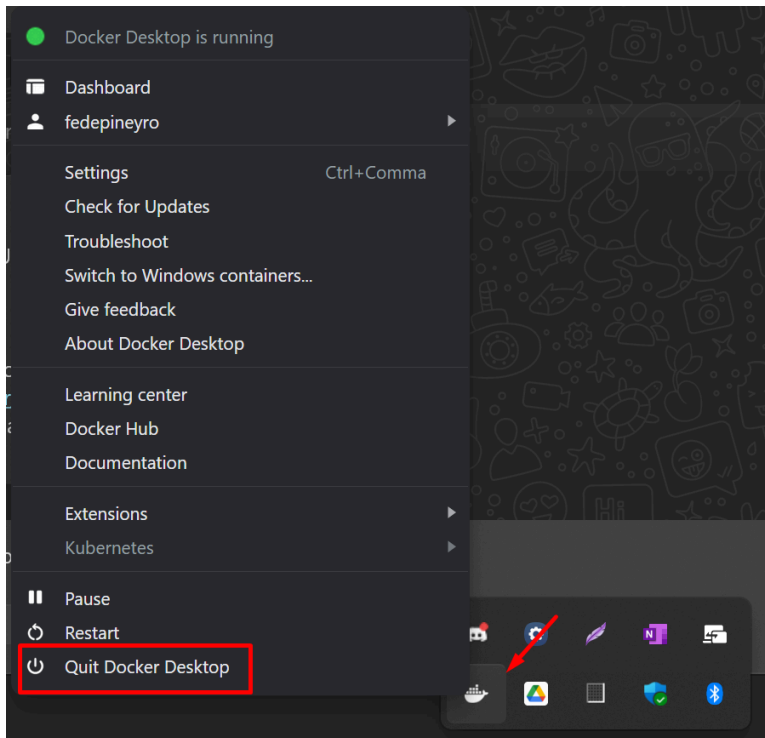 Docker Desktop is running
Dashboard
fedepineyro
Settings Ctrl+Comma
Check for Updates
Troubleshoot
Switch to Windows containers...
Give feedback
About Docker Desktop
Learning center
Docker Hub
Documentation
Extensions
Kubernetes
Pause
Restart
Quit Docker Desktop
Hi
N